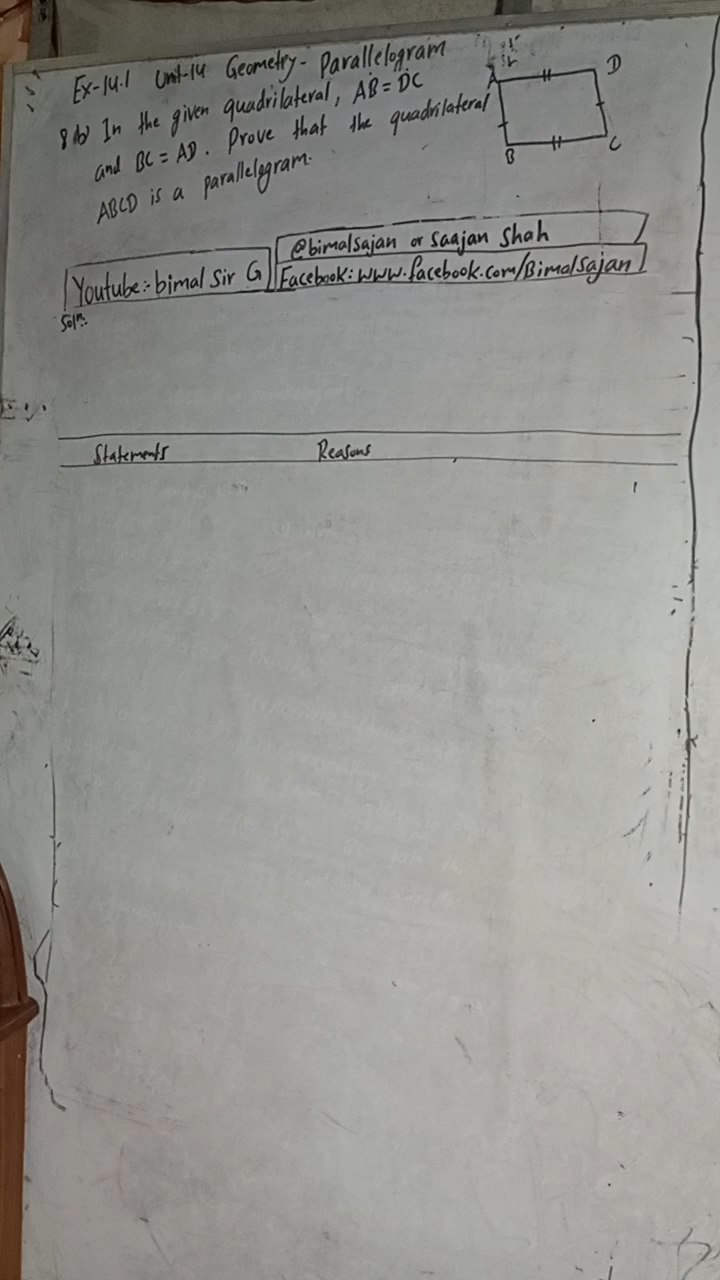 Ex-14.1 Unit-14 Geometry- Parallelogram
8 b) In the given quadrilateral, AB = DC
and BC = AD. Prove that the quadrilateral
ABCD is a parallelogram.
A
D
B
C
@bimalsajan or Saajan Shah
Youtube:- bimal Sir G
Facebook: www.facebook.com/BimalSajan
Soln:
Statements Reasons